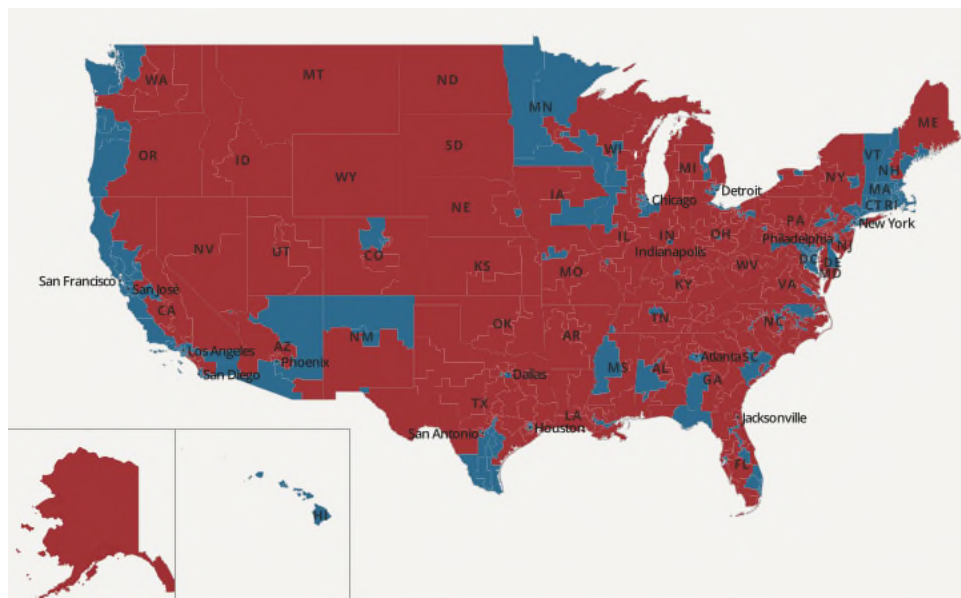 WA
MT
ND
MN
ME
OR
ID
SD
WI
VT
NH
NY
MI
MA
WY
IA
Detroit
CT RI
Chicago
NE
New York
PA
NV
UT
CO
IL
IN
OH
Philadelphia
NJ
Indianapolis
DC
DE
San Francisco
KS
MO
WV
MD
San Jose
KY
VA
CA
OK
TN
NC
AZ
NM
AR
Los Angeles
Phoenix
Atlanta
SC
San Diego
Dallas
MS
AL
GA
TX
LA
Jacksonville
San Antonio
Houston
FL
HI